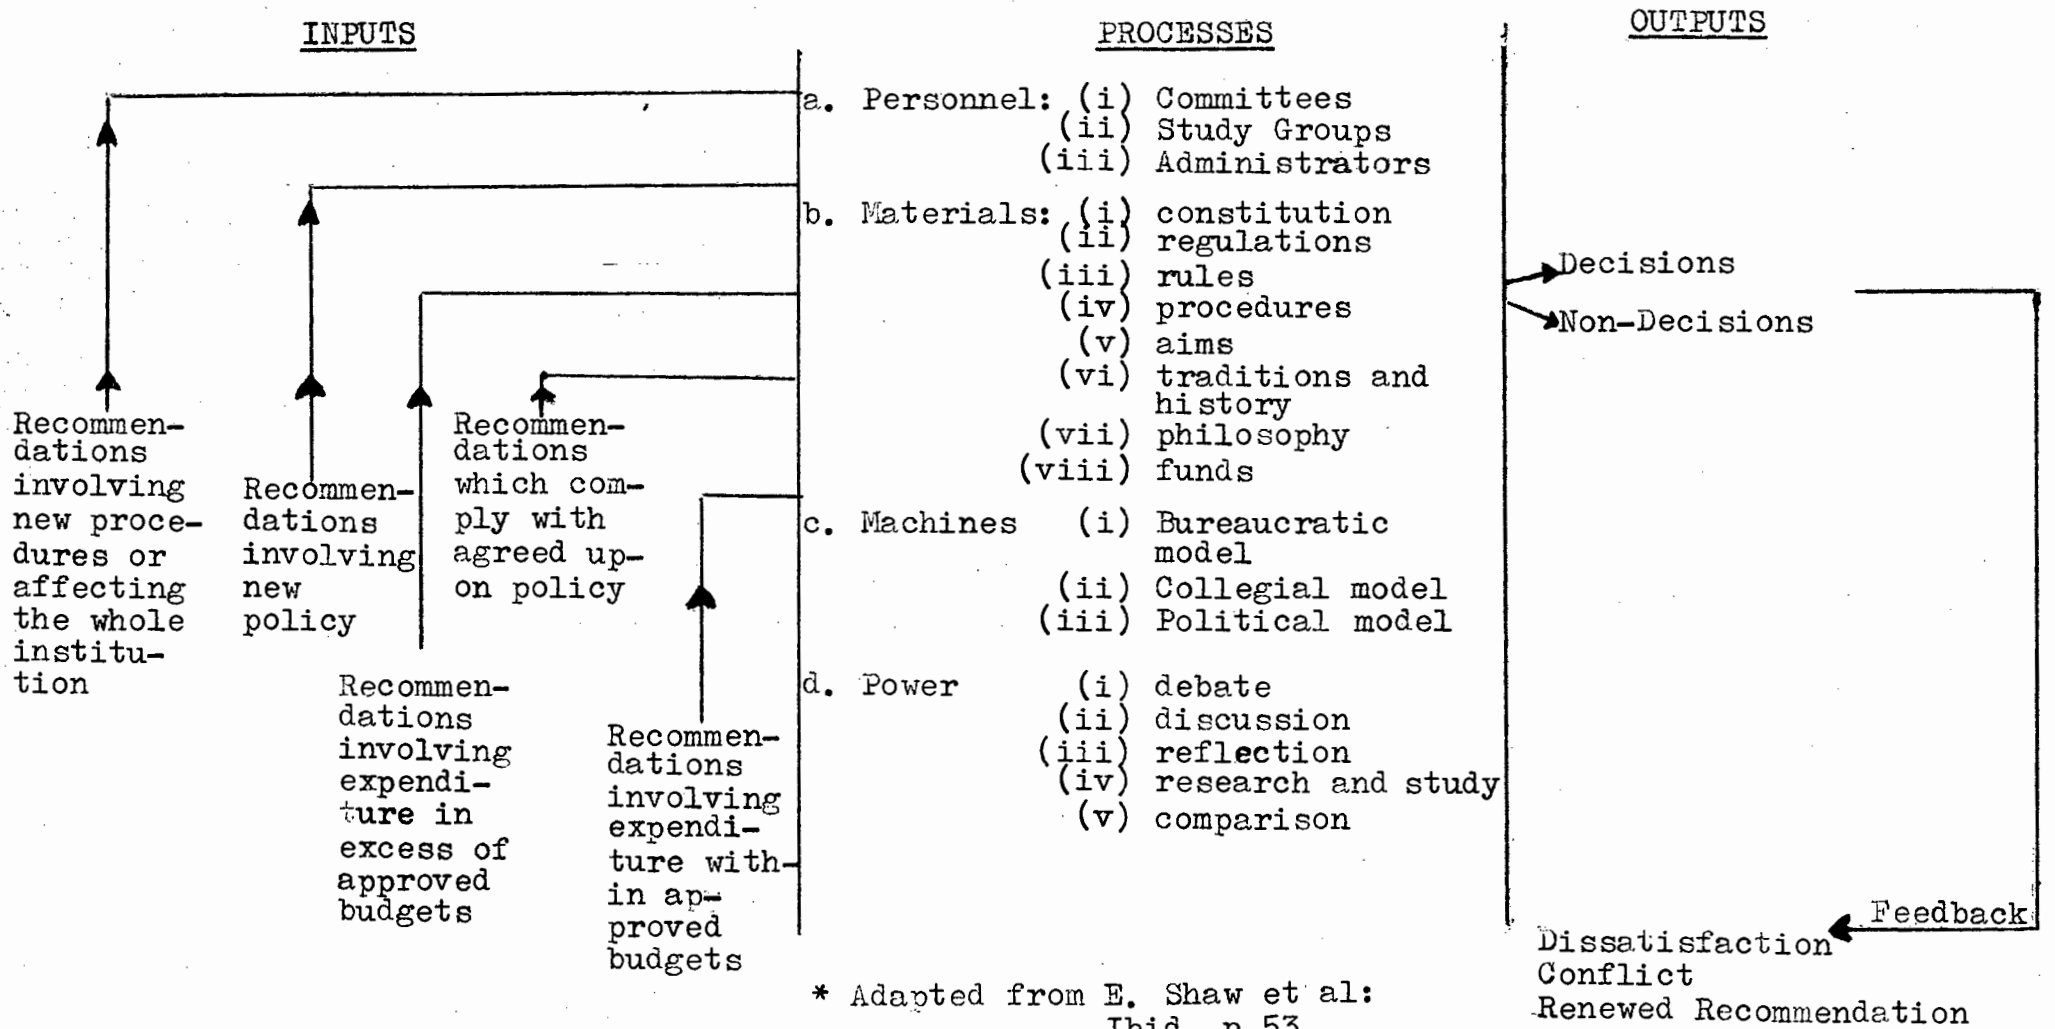 INPUTS
Recommen-
dations
involving
new proce-
dures or
affecting
the whole
institu-
tion
Recommen-
dations
involving
new
policy
Recommen-
dations
involving
expendi-
ture in
excess of
approved
budgets
Recommen-
dations
which com-
ply with
agreed up-
on policy
Recommen-
dations
involving
expendi-
ture with-
in ap-
proved
budgets
PROCESSES
a. Personnel: (i) Committees
(ii) Study Groups
(iii) Administrators
b. Materials: (i) constitution
(ii) regulations
(iii) rules
(iv) procedures
(v) aims
(vi) traditions and
history
(vii) philosophy
(viii) funds
c. Machines (i) Bureaucratic
model
(ii) Collegial model
(iii) Political model
d. Power (i) debate
(ii) discussion
(iii) reflection
(iv) research and study
(v) comparison
OUTPUTS
Decisions
Non-Decisions
Feedback
Dissatisfaction
Conflict
Renewed Recommendation
* Adapted from E. Shaw et al:
Ibid. p.53